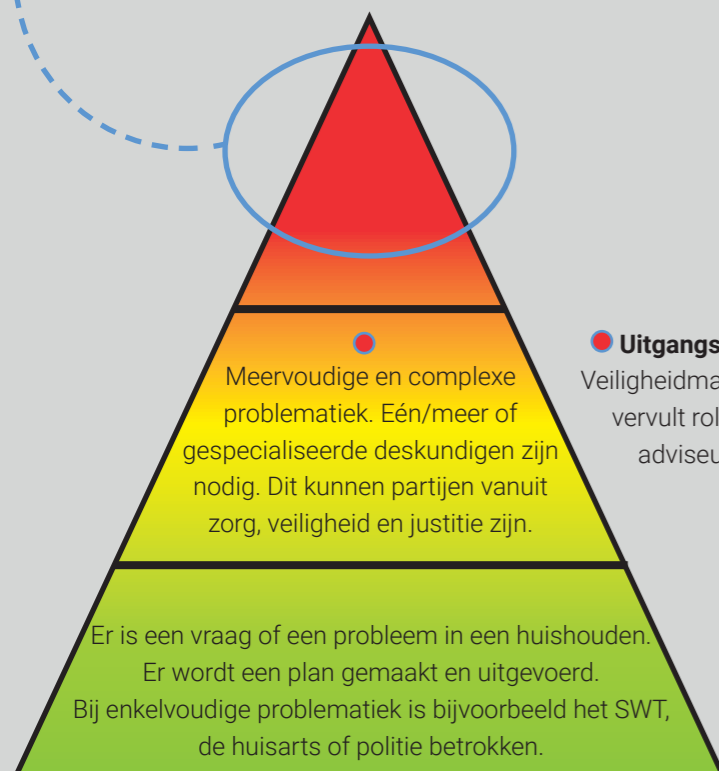 Meervoudige en complexe
problematiek. Eén/meer of
gespecialiseerde deskundigen zijn
nodig. Dit kunnen partijen vanuit
zorg, veiligheid en justitie zijn.
Uitgangs
Veiligheidma
vervult rol
adviseu
Er is een vraag of een probleem in een huishouden.
Er wordt een plan gemaakt en uitgevoerd.
Bij enkelvoudige problematiek is bijvoorbeeld het SWT,
de huisarts of politie betrokken.